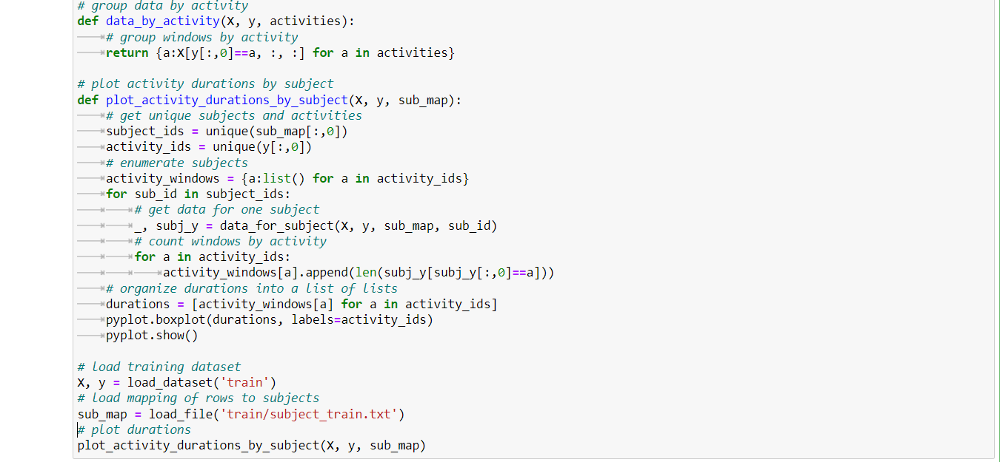 # group data by activity
def data_by_activity(X, y, activities):
	# group windows by activity
	return {a:X[y[:,0]==a, :, :] for a in activities}

# plot activity durations by subject
def plot_activity_durations_by_subject(X, y, sub_map):
	# get unique subjects and activities
	subject_ids = unique(sub_map[:,0])
	activity_ids = unique(y[:,0])
	# enumerate subjects
	activity_windows = {a:list() for a in activity_ids}
	for sub_id in subject_ids:
		# get data for one subject
		_, subj_y = data_for_subject(X, y, sub_map, sub_id)
		# count windows by activity
		for a in activity_ids:
			activity_windows[a].append(len(subj_y[subj_y[:,0]==a]))
	# organize durations into a list of lists
	durations = [activity_windows[a] for a in activity_ids]
	pyplot.boxplot(durations, labels=activity_ids)
	pyplot.show()

# load training dataset
X, y = load_dataset('train')
# load mapping of rows to subjects
sub_map = load_file('train/subject_train.txt')
# plot durations
plot_activity_durations_by_subject(X, y, sub_map)